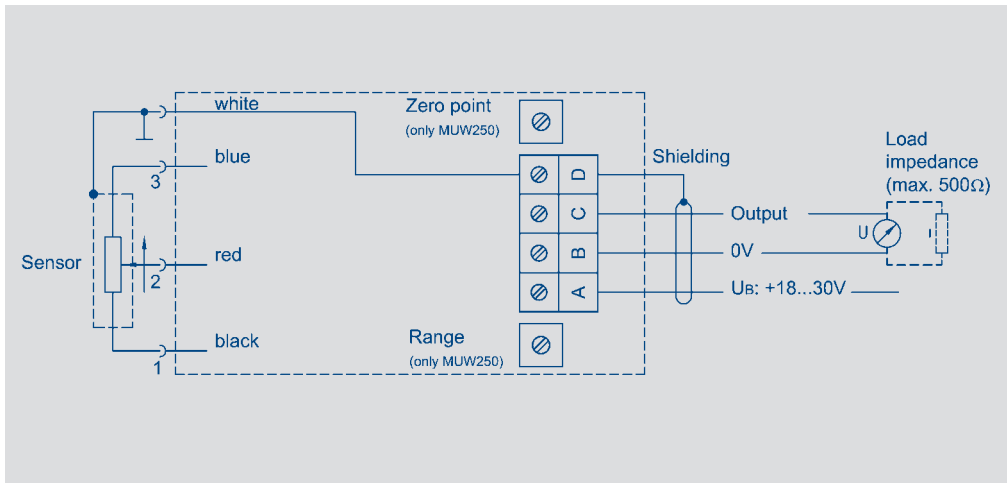 white
Zero point
(only MUW250)
blue
3
D
Shielding
Load
impedance
(max. 500Ω)
C
Output
U
I
Sensor
red
2
B
0V
A
UB: +18...30V
black
1
Range
(only MUW250)